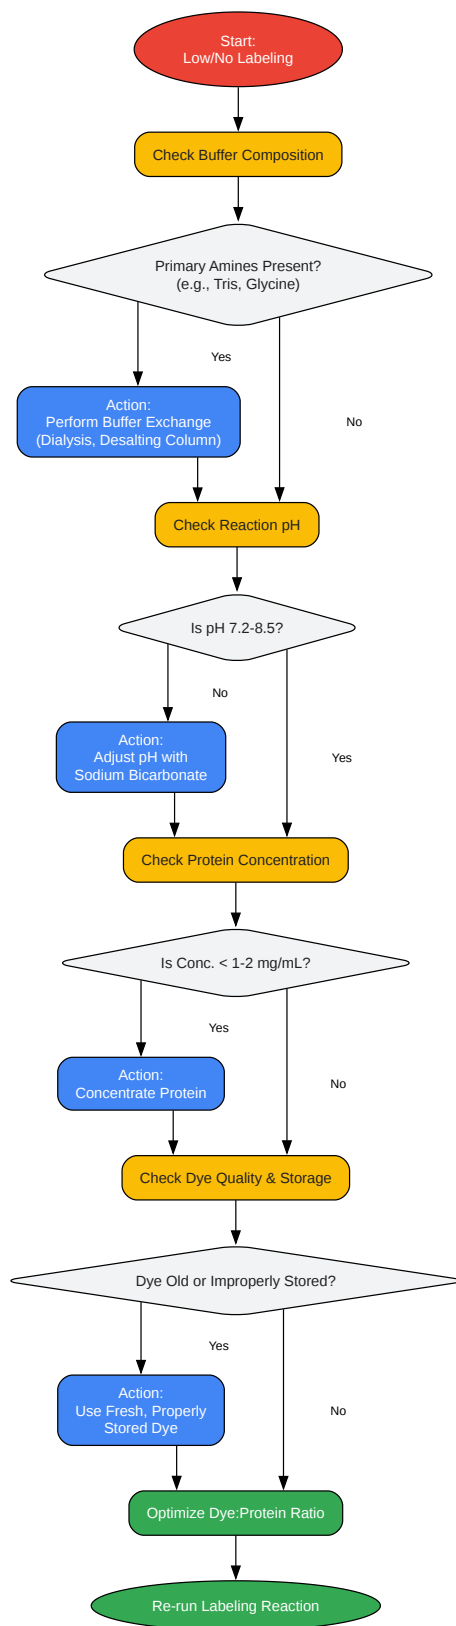 Start:
Low/No Labeling
Check Buffer Composition
Primary Amines Present?
(e.g., Tris, Glycine)
Yes
Action:
Perform Buffer Exchange
(Dialysis, Desalting Column)
No
Check Reaction pH
Is pH 7.2-8.5?
No
Action:
Adjust pH with
Sodium Bicarbonate
Yes
Check Protein Concentration
Is Conc. < 1-2 mg/mL?
Yes
Action:
Concentrate Protein
No
Check Dye Quality & Storage
Dye Old or Improperly Stored?
Yes
Action:
Use Fresh, Properly
Stored Dye
No
Optimize Dye:Protein Ratio
Re-run Labeling Reaction